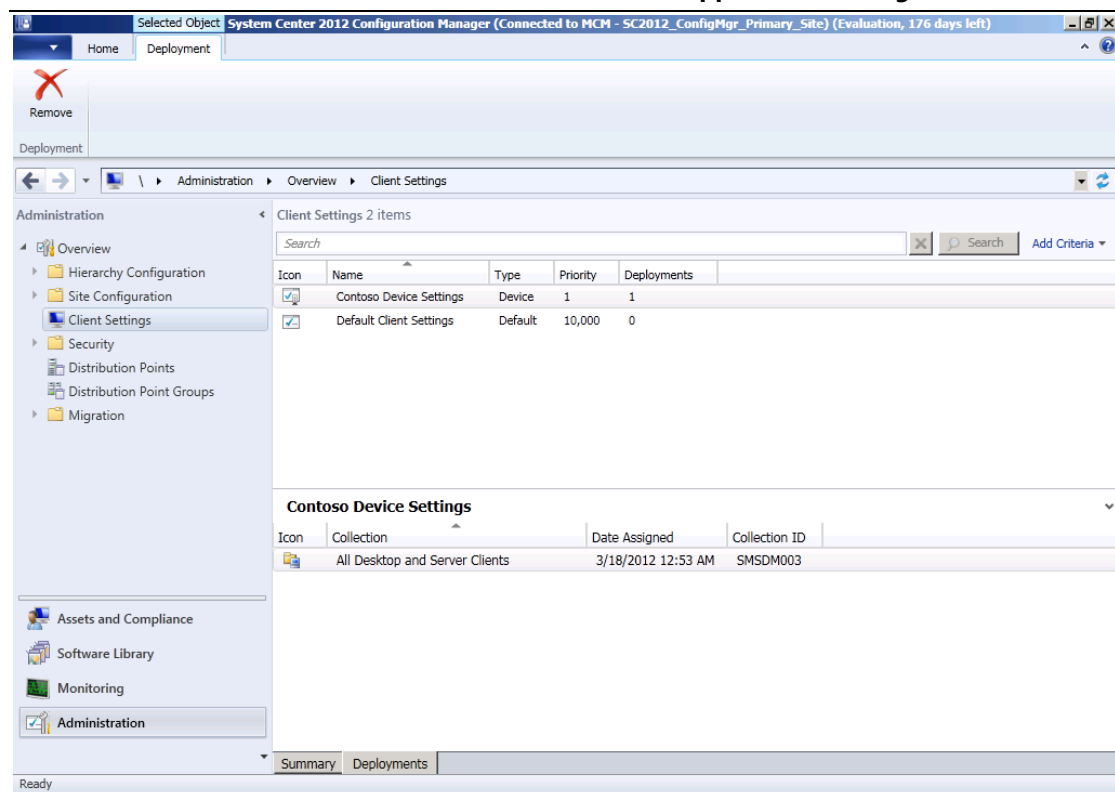 Selected Object System Center 2012 Configuration Manager (Connected to MCM - SC2012_ConfigMgr_Primary_Site) (Evaluation, 176 days left)
Home Deployment
Remove
Deployment
\ Administration Overview Client Settings
Administration
Overview
Hierarchy Configuration
Site Configuration
Client Settings
Security
Distribution Points
Distribution Point Groups
Migration
Client Settings 2 items
Search Search Add Criteria
Icon Name Type Priority Deployments
Contoso Device Settings Device 1 1
Default Client Settings Default 10,000 0
Contoso Device Settings
Icon Collection Date Assigned Collection ID
All Desktop and Server Clients 3/18/2012 12:53 AM SMSDM003
Assets and Compliance
Software Library
Monitoring
Administration
Summary Deployments
Ready